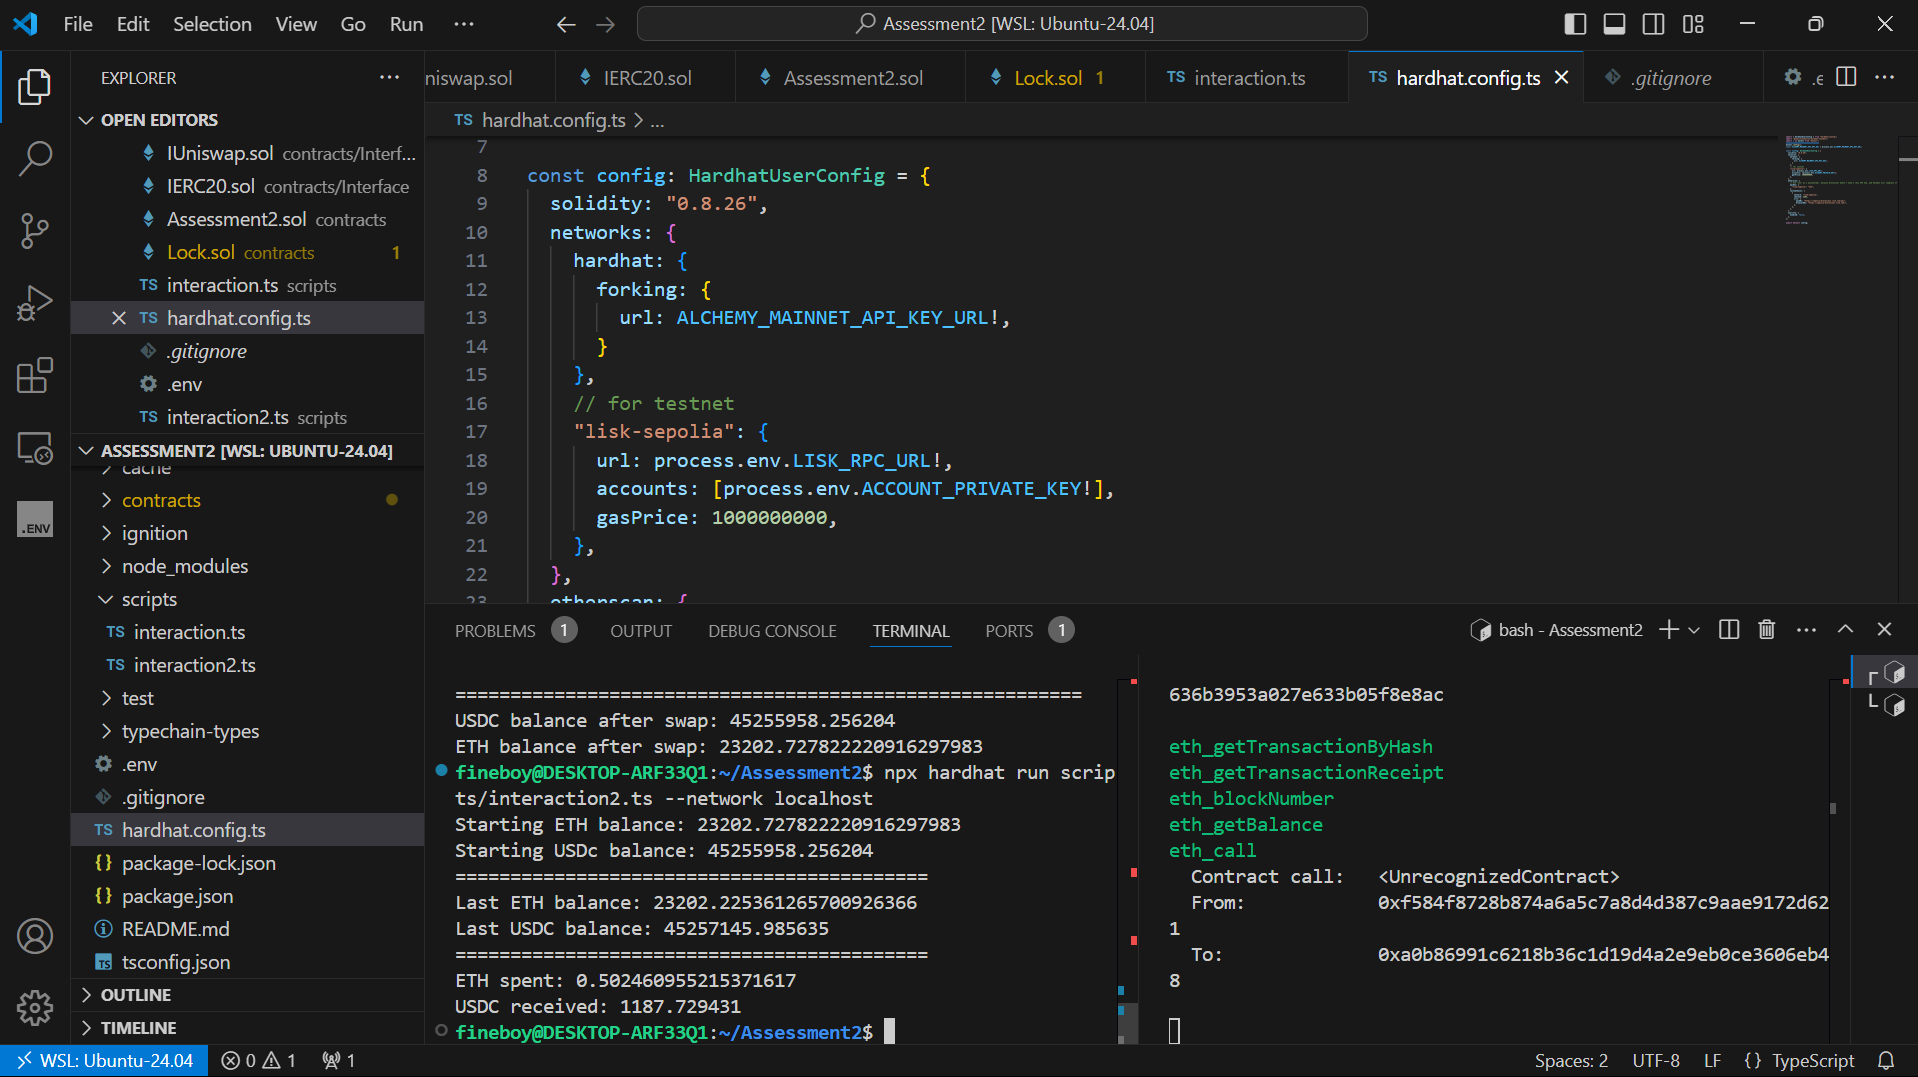 File Edit Selection View Go Run ···
Assessment2 [WSL: Ubuntu-24.04]
EXPLORER ···
niswap.sol IERC20.sol Assessment2.sol Lock.sol 1 TS interaction.ts TS hardhat.config.ts .gitignore .e ···
TS hardhat.config.ts > ...
OPEN EDITORS
IUniswap.sol contracts/Interf...
IERC20.sol contracts/Interface
Assessment2.sol contracts
Lock.sol contracts 1
TS interaction.ts scripts
TS hardhat.config.ts
.gitignore
.env
TS interaction2.ts scripts
ASSESSMENT2 [WSL: UBUNTU-24.04]
cache
contracts
ignition
node_modules
scripts
TS interaction.ts
TS interaction2.ts
test
typechain-types
.env
.gitignore
TS hardhat.config.ts
{} package-lock.json
{} package.json
README.md
TS tsconfig.json
OUTLINE
TIMELINE
.ENV
7
8 const config: HardhatUserConfig = {
9 solidity: "0.8.26",
10 networks: {
11 hardhat: {
12 forking: {
13 url: ALCHEMY_MAINNET_API_KEY_URL!,
14 }
15 },
16 // for testnet
17 "lisk-sepolia": {
18 url: process.env.LISK_RPC_URL!,
19 accounts: [process.env.ACCOUNT_PRIVATE_KEY!],
20 gasPrice: 1000000000,
21 },
22 },
23 etherscan: {
PROBLEMS 1 OUTPUT DEBUG CONSOLE TERMINAL PORTS 1
bash - Assessment2 ···
=========================================================
USDC balance after swap: 45255958.256204
ETH balance after swap: 23202.727822220916297983
fineboy@DESKTOP-ARF33Q1:~/Assessment2$ npx hardhat run scrip
ts/interaction2.ts --network localhost
Starting ETH balance: 23202.727822220916297983
Starting USDc balance: 45255958.256204
===========================================
Last ETH balance: 23202.225361265700926366
Last USDC balance: 45257145.985635
===========================================
ETH spent: 0.502460955215371617
USDC received: 1187.729431
fineboy@DESKTOP-ARF33Q1:~/Assessment2$
636b3953a027e633b05f8e8ac
eth_getTransactionByHash
eth_getTransactionReceipt
eth_blockNumber
eth_getBalance
eth_call
Contract call: <UnrecognizedContract>
From: 0xf584f8728b874a6a5c7a8d4d387c9aae9172d62
1
To: 0xa0b86991c6218b36c1d19d4a2e9eb0ce3606eb4
8
WSL: Ubuntu-24.04 0 1 1
Spaces: 2 UTF-8 LF {} TypeScript